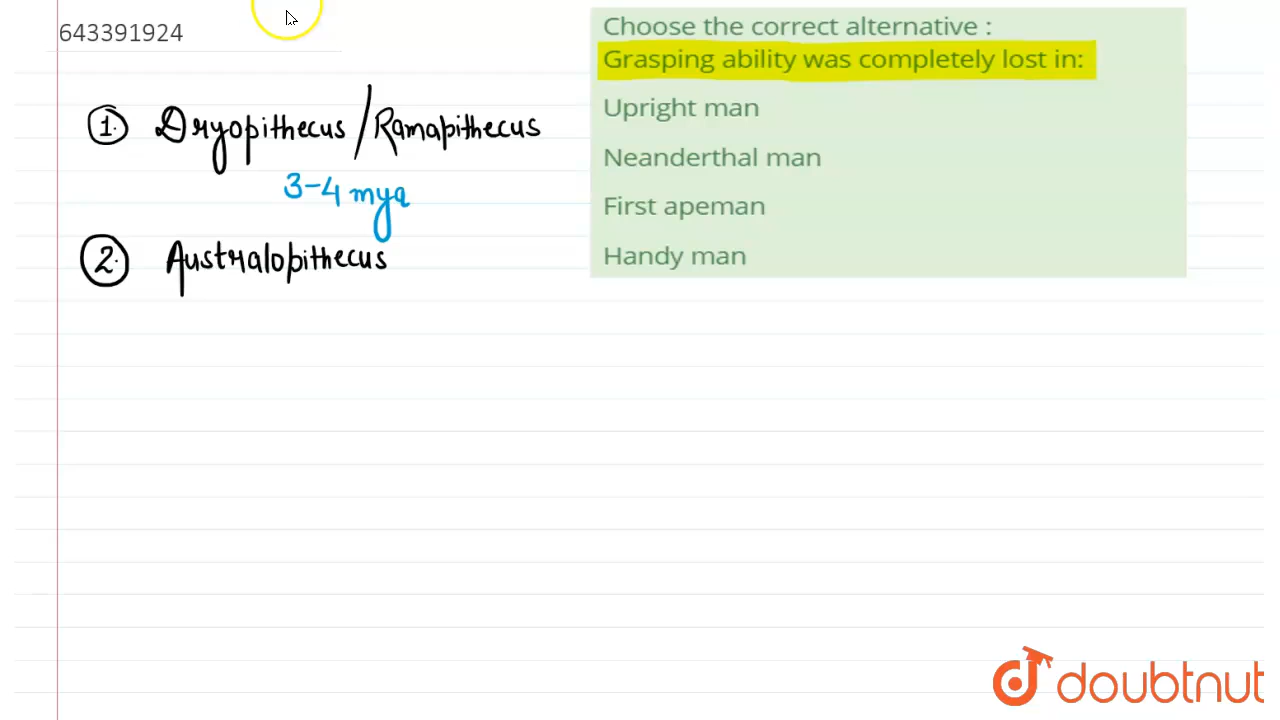 643391924
Choose the correct alternative :
Grasping ability was completely lost in:
Upright man
Neanderthal man
First apeman
Handy man
1. Dryopithecus/Ramapithecus
3-4 mya
2. Australopithecus
doubtnut